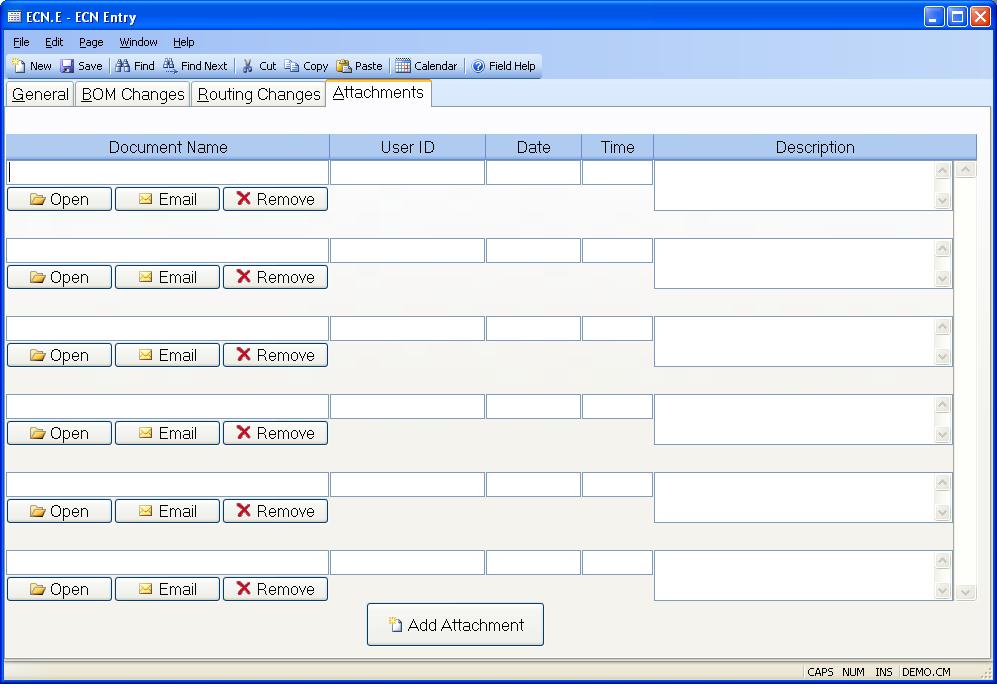 ECN.E - ECN Entry
File Edit Page Window Help
New Save Find Find Next Cut Copy Paste Calendar Field Help
General BOM Changes Routing Changes Attachments
Document Name User ID Date Time Description
Open Email Remove
Open Email Remove
Open Email Remove
Open Email Remove
Open Email Remove
Open Email Remove
Add Attachment
CAPS NUM INS DEMO.CM